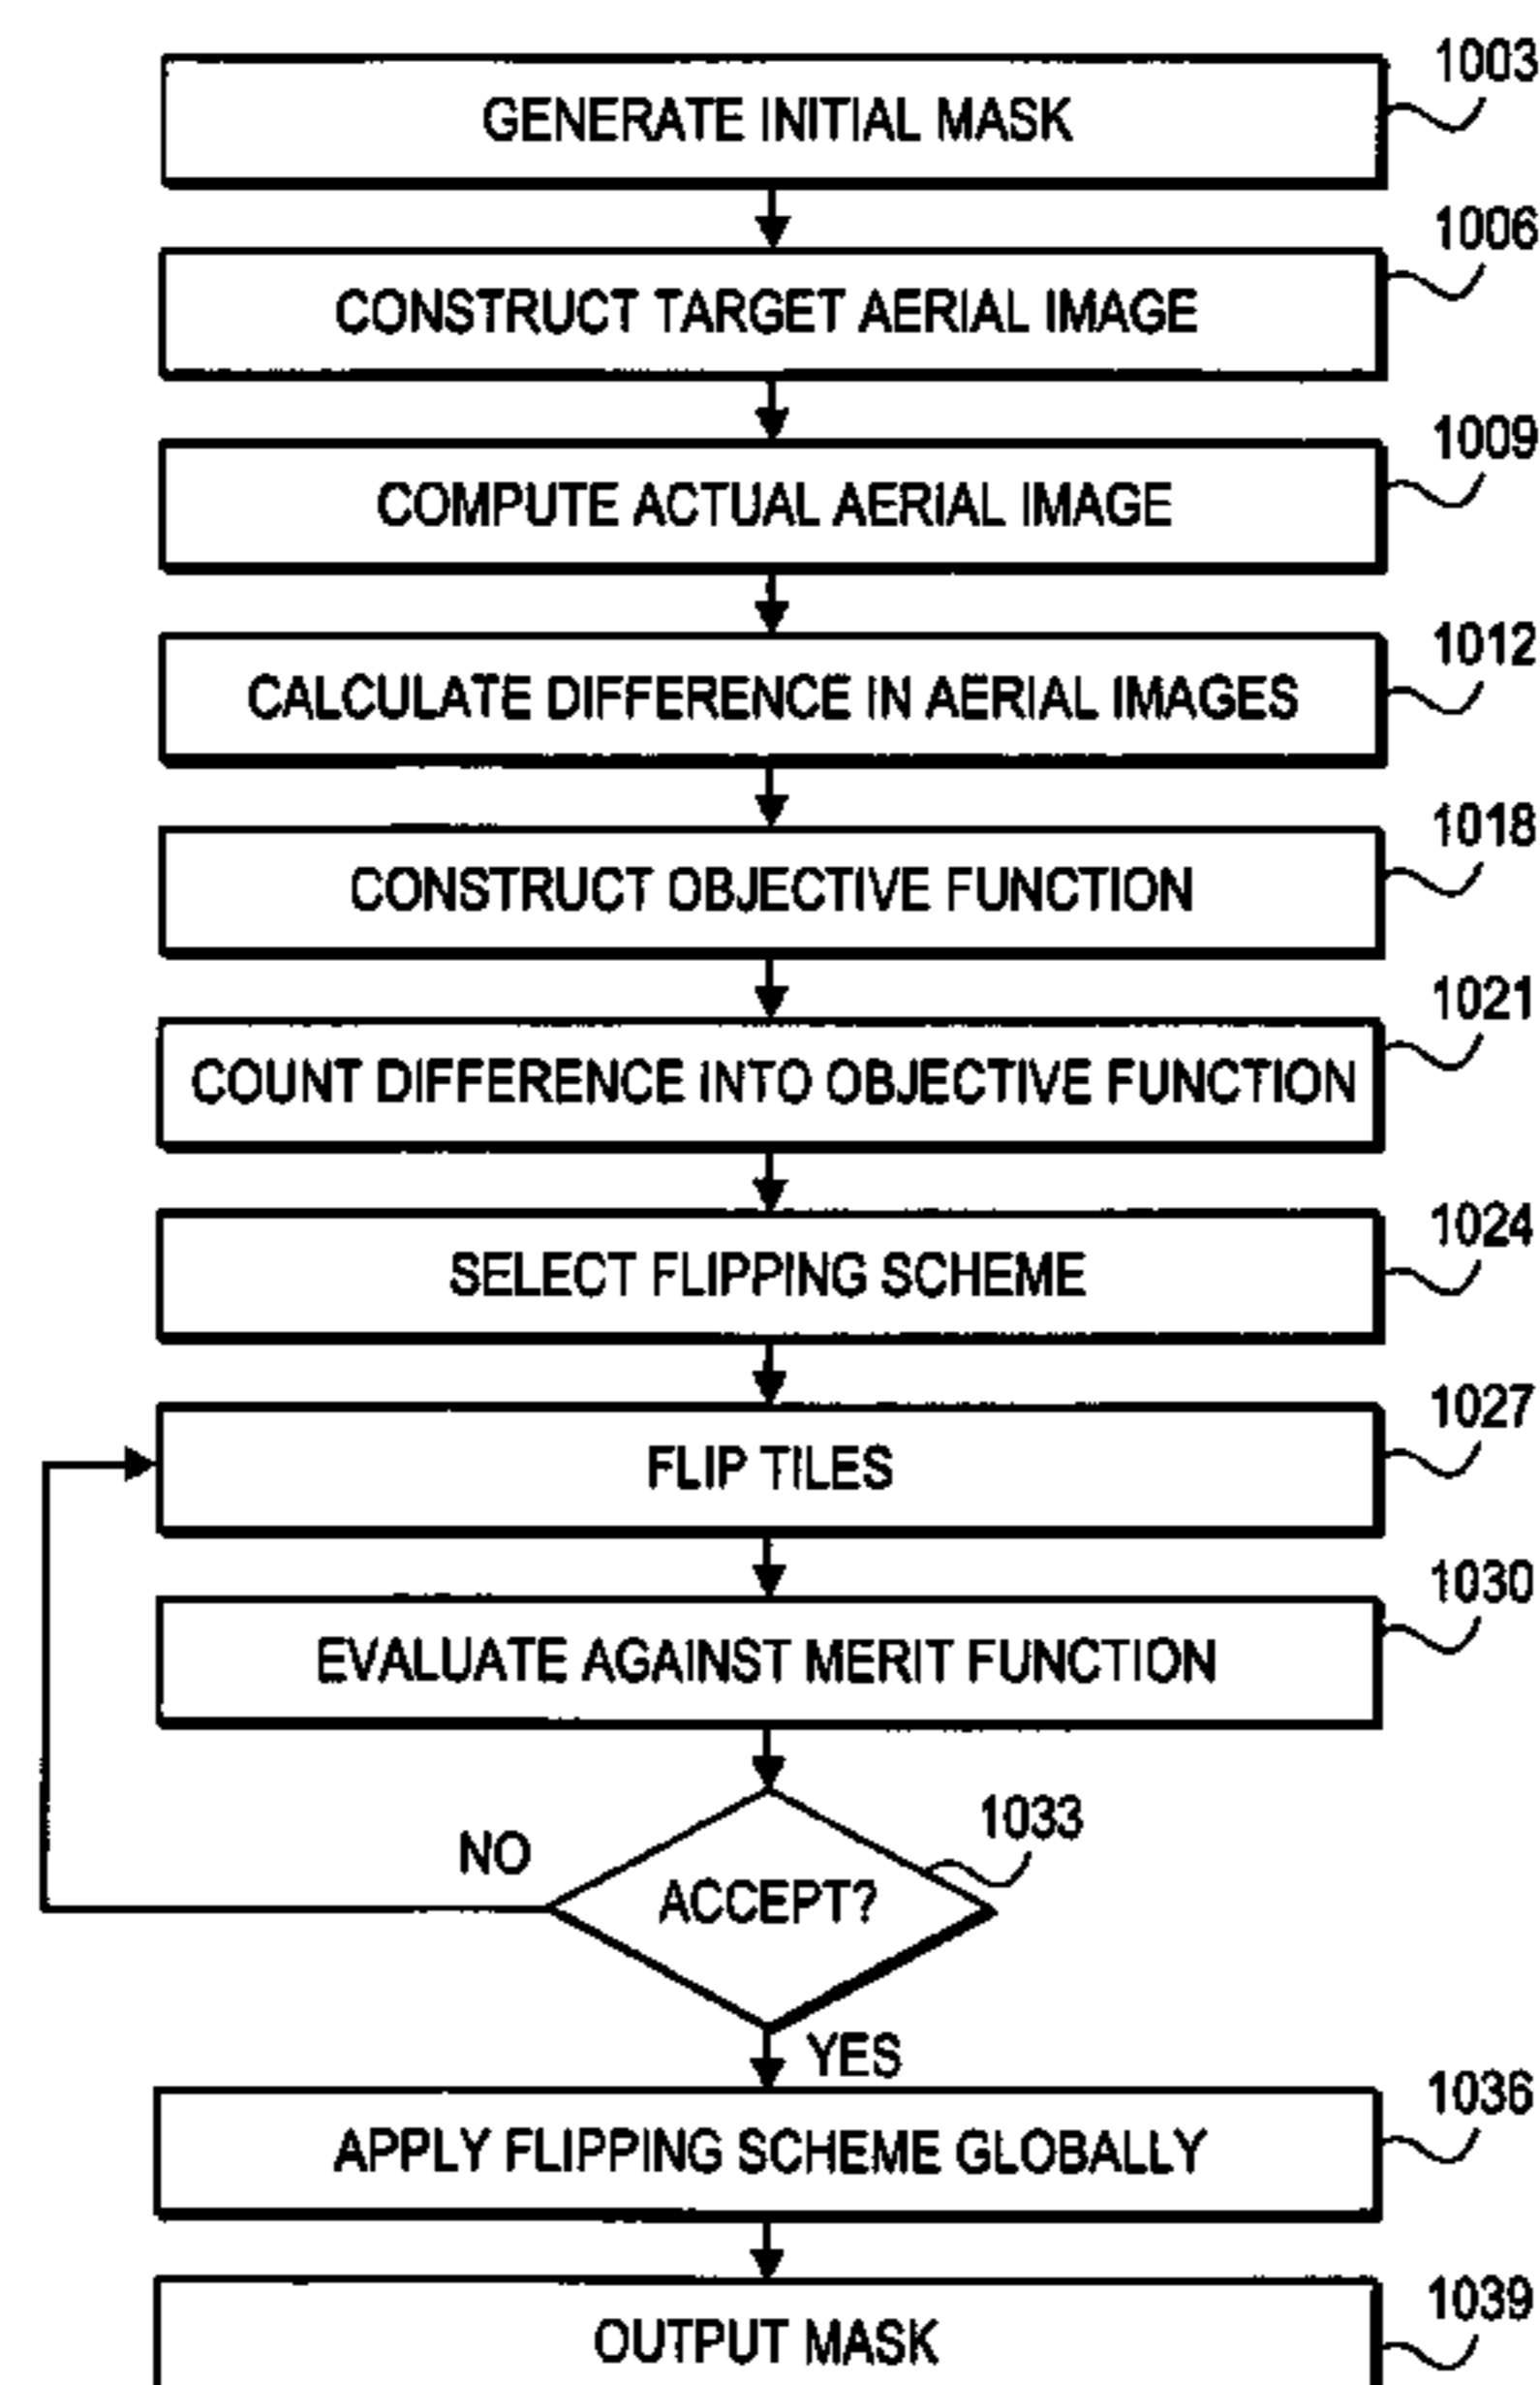 1003
GENERATE INITIAL MASK
1006
CONSTRUCT TARGET AERIAL IMAGE
1009
COMPUTE ACTUAL AERIAL IMAGE
1012
CALCULATE DIFFERENCE IN AERIAL IMAGES
1018
CONSTRUCT OBJECTIVE FUNCTION
1021
COUNT DIFFERENCE INTO OBJECTIVE FUNCTION
1024
SELECT FLIPPING SCHEME
1027
FLIP TILES
1030
EVALUATE AGAINST MERIT FUNCTION
1033
NO
ACCEPT?
YES
1036
APPLY FLIPPING SCHEME GLOBALLY
1039
OUTPUT MASK